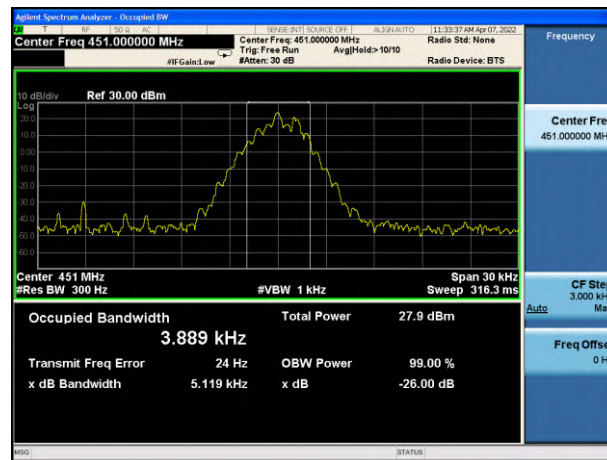 Agilent Spectrum Analyzer - Occupied BW
T RF 50 Ω AC SENSE:INT SOURCE OFF ALIGNAUTO 11:33:37 AM Apr 07, 2022
Center Freq 451.000000 MHz Center Freq: 451.000000 MHz Radio Std: None
Trig: Free Run Avg|Hold:>10/10
#IFGain:Low #Atten: 30 dB Radio Device: BTS
Frequency
10 dB/div Ref 30.00 dBm
Log
20.0
10.0
0.00
-10.0
-20.0
-30.0
-40.0
-50.0
-60.0
Center 451 MHz Span 30 kHz
#Res BW 300 Hz #VBW 1 kHz Sweep 316.3 ms
Occupied Bandwidth Total Power 27.9 dBm
3.889 kHz
Transmit Freq Error 24 Hz OBW Power 99.00 %
x dB Bandwidth 5.119 kHz x dB -26.00 dB
Center Fre
451.000000 MH
CF Ste
3.000 kH
Auto Ma
Freq Offse
0 H
MSG STATUS